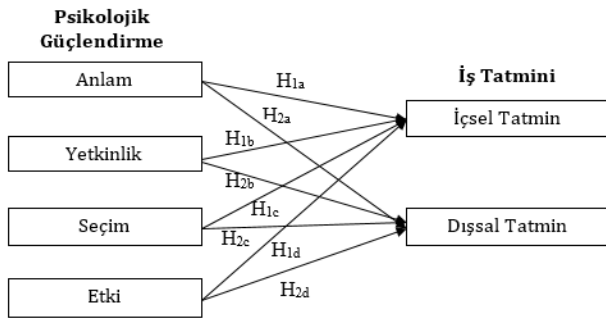 Psikolojik
Güçlendirme
Anlam
Yetkinlik
Seçim
Etki
H1a
H2a
H1b
H2b
H1c
H2c
H1d
H2d
İş Tatmini
İçsel Tatmin
Dışsal Tatmin